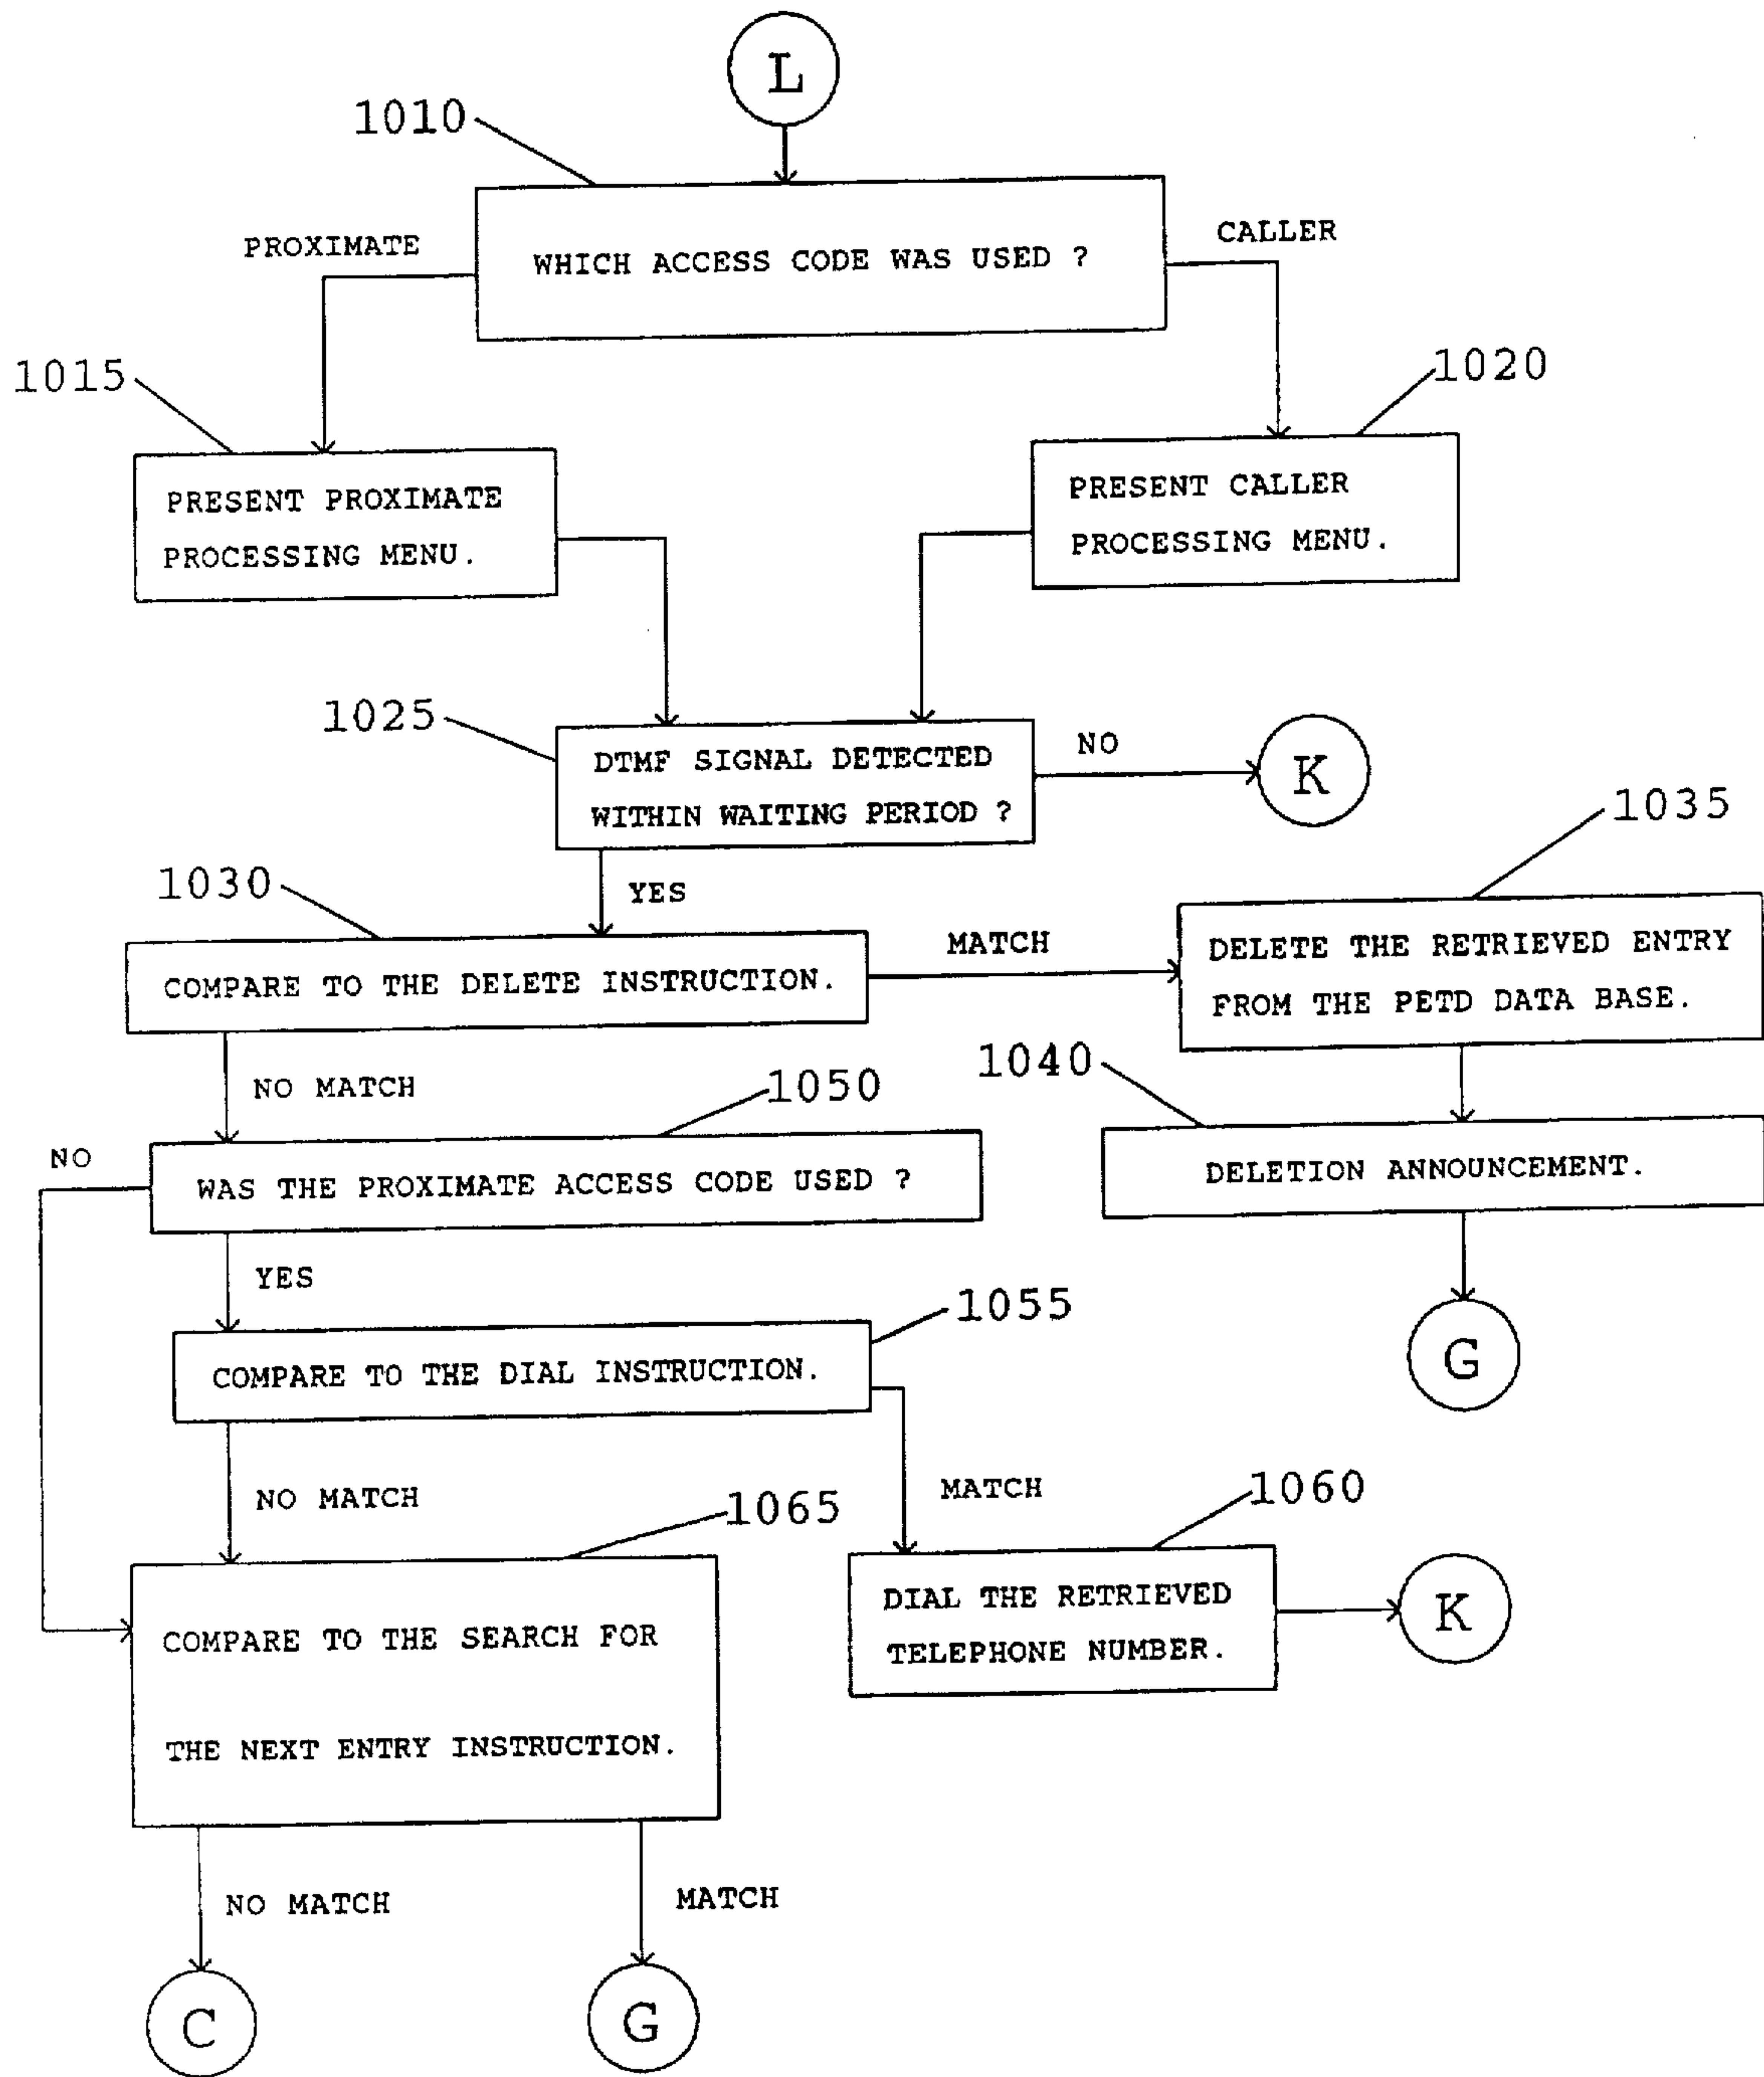 L
1010
PROXIMATE
CALLER
WHICH ACCESS CODE WAS USED ?
1015
1020
PRESENT PROXIMATE
PROCESSING MENU.
PRESENT CALLER
PROCESSING MENU.
1025
DTMF SIGNAL DETECTED
WITHIN WAITING PERIOD ?
NO
K
1035
YES
1030
COMPARE TO THE DELETE INSTRUCTION.
MATCH
DELETE THE RETRIEVED ENTRY
FROM THE PETD DATA BASE.
NO MATCH
1050
1040
NO
WAS THE PROXIMATE ACCESS CODE USED ?
DELETION ANNOUNCEMENT.
YES
1055
G
COMPARE TO THE DIAL INSTRUCTION.
NO MATCH
MATCH
1065
1060
DIAL THE RETRIEVED
TELEPHONE NUMBER.
K
COMPARE TO THE SEARCH FOR
THE NEXT ENTRY INSTRUCTION.
NO MATCH
MATCH
C
G